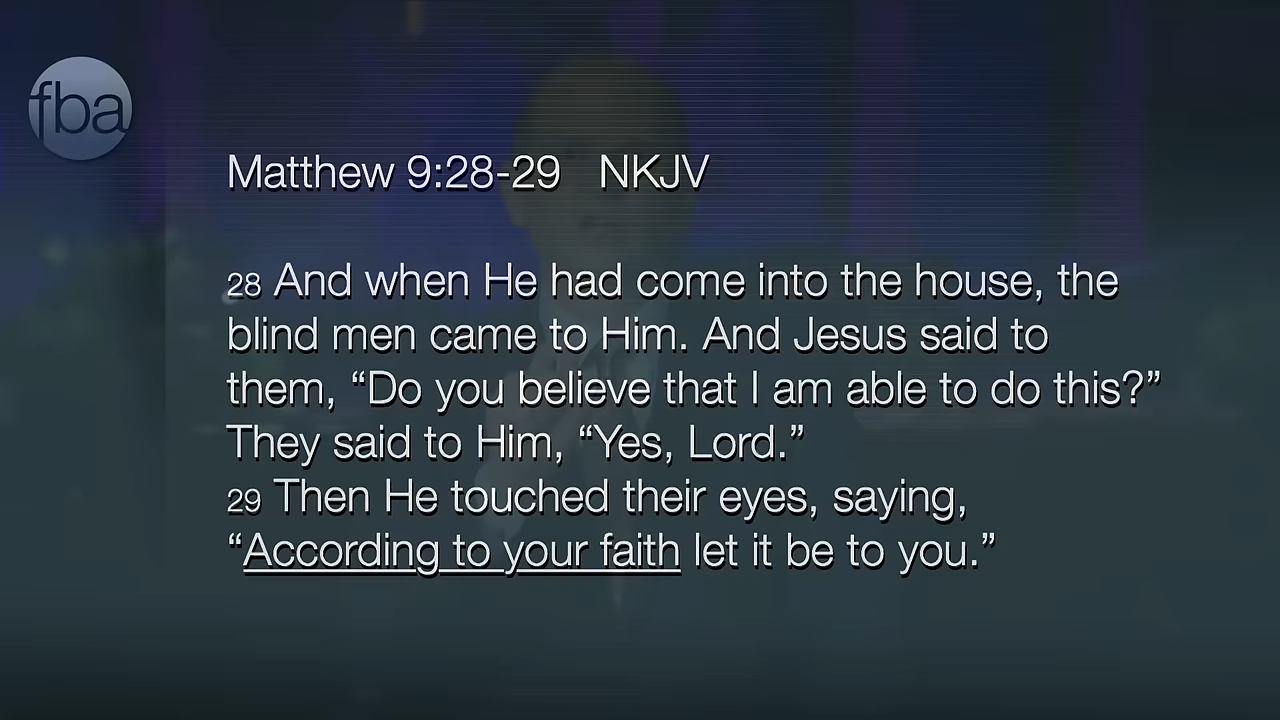 fba
Matthew 9:28-29 NKJV
28 And when He had come into the house, the
blind men came to Him. And Jesus said to
them, “Do you believe that I am able to do this?”
They said to Him, “Yes, Lord.”
29 Then He touched their eyes, saying,
“According to your faith let it be to you.”